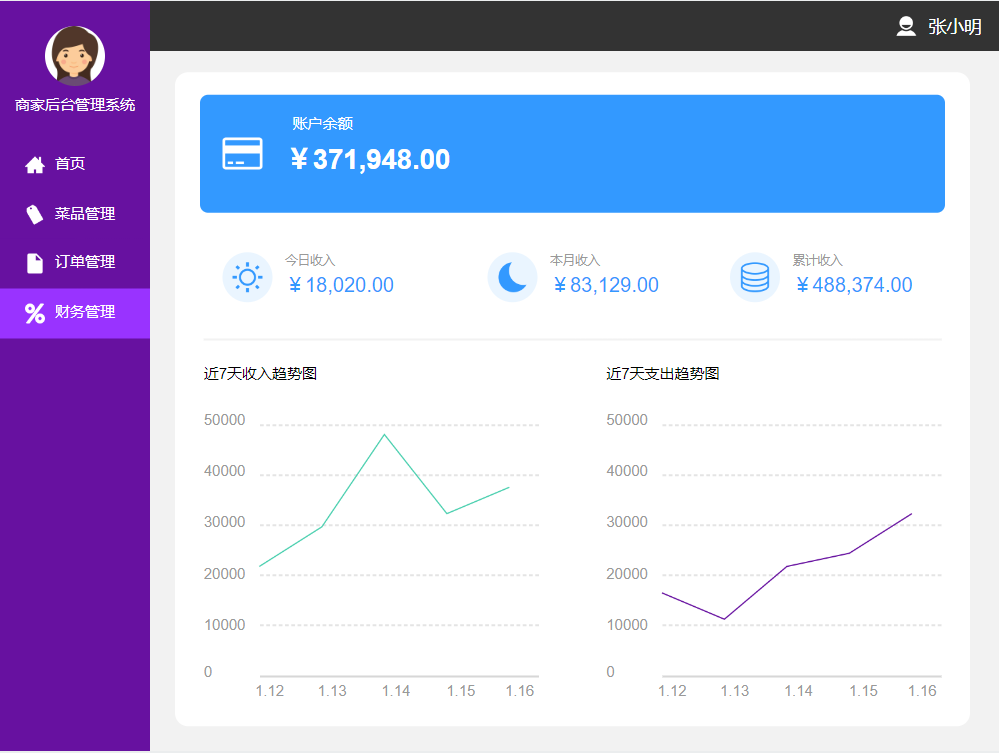 张小明
商家后台管理系统
首页
菜品管理
订单管理
财务管理
账户余额
¥371,948.00
今日收入
¥18,020.00
本月收入
¥83,129.00
累计收入
¥488,374.00
近7天收入趋势图
50000
40000
30000
20000
10000
0
1.12 1.13 1.14 1.15 1.16
近7天支出趋势图
50000
40000
30000
20000
10000
0
1.12 1.13 1.14 1.15 1.16